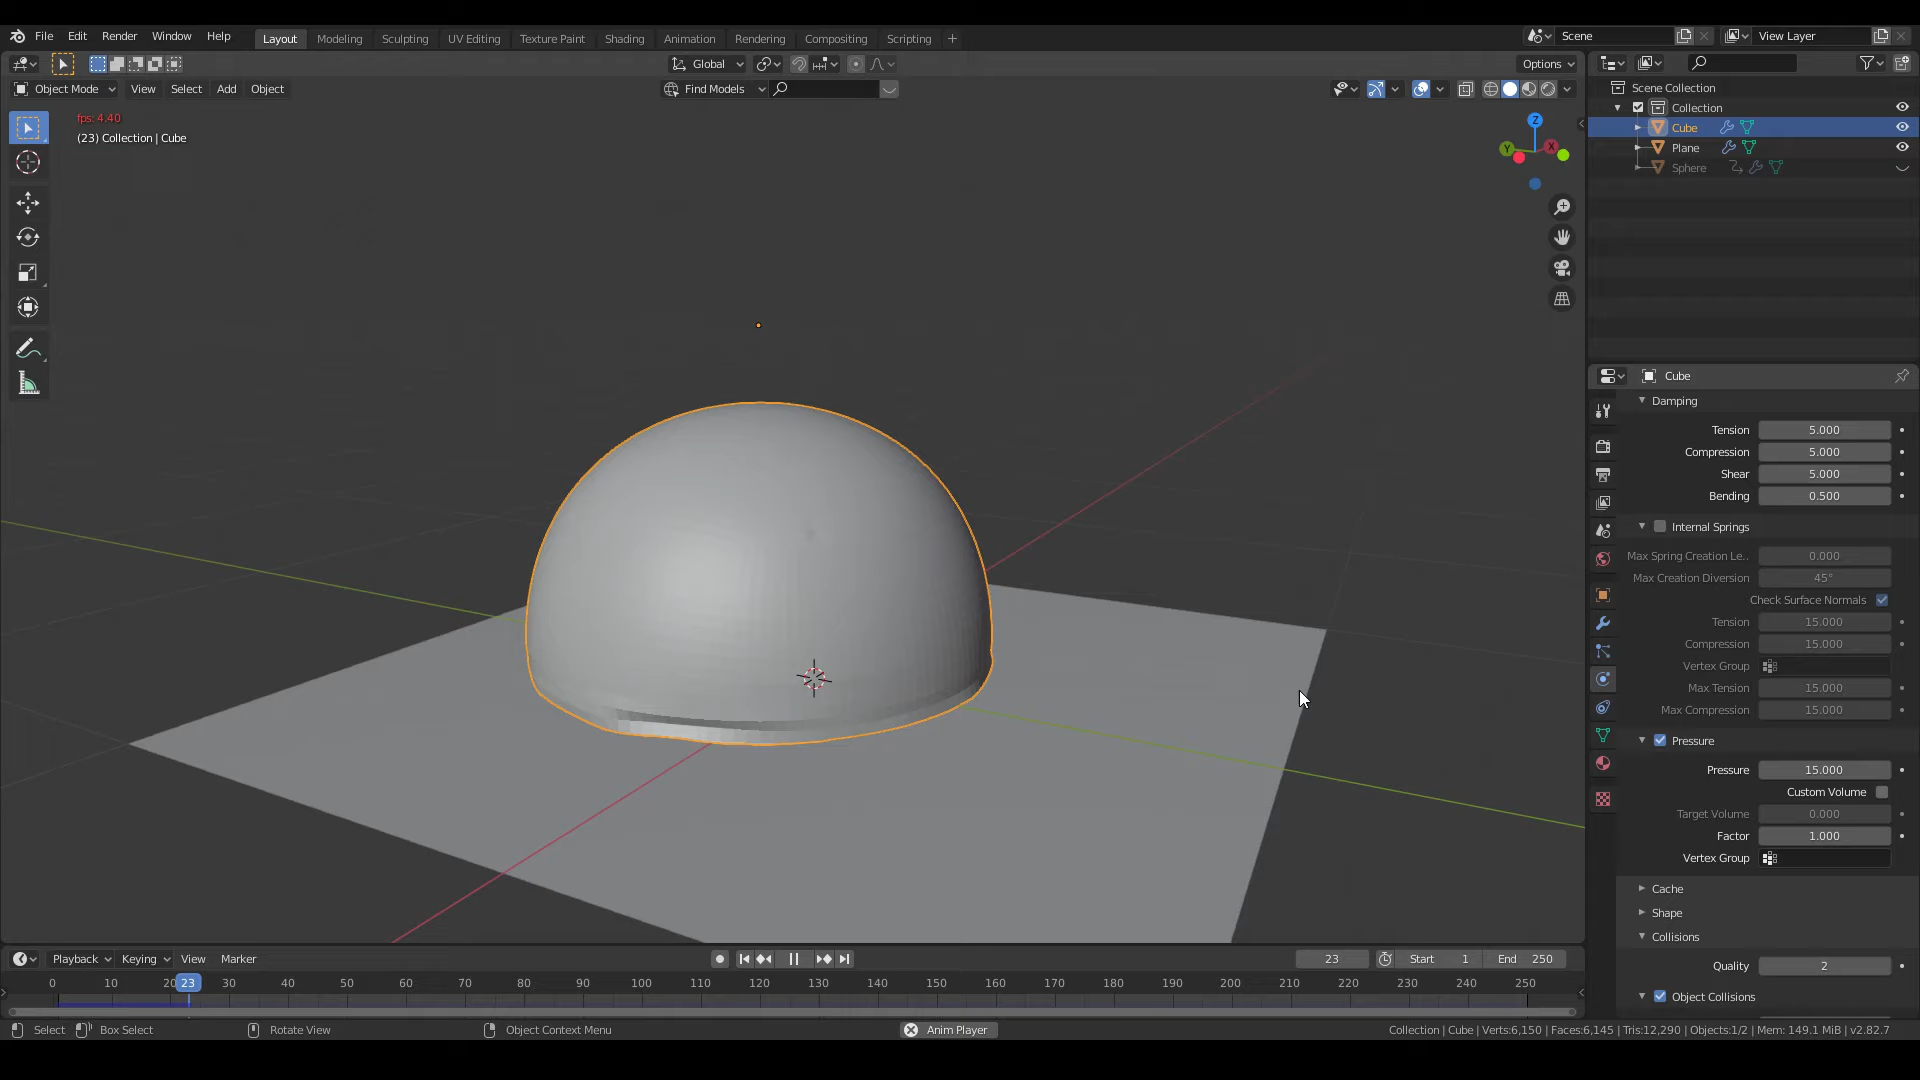 File Edit Render Window Help Layout Modeling Sculpting UV Editing Texture Paint Shading Animation Rendering Compositing Scripting + Scene View Layer
Global Options
Object Mode View Select Add Object Find Models
fps: 4.40
(23) Collection | Cube
Z
Y X
Scene Collection
Collection
Cube
Plane
Sphere
Cube
Damping
Tension 5.000
Compression 5.000
Shear 5.000
Bending 0.500
Internal Springs
Max Spring Creation Le.. 0.000
Max Creation Diversion 45°
Check Surface Normals
Tension 15.000
Compression 15.000
Vertex Group
Max Tension 15.000
Max Compression 15.000
Pressure
Pressure 15.000
Custom Volume
Target Volume 0.000
Factor 1.000
Vertex Group
Cache
Shape
Collisions
Quality 2
Object Collisions
Playback Keying View Marker 23 Start 1 End 250
0 10 20 23 30 40 50 60 70 80 90 100 110 120 130 140 150 160 170 180 190 200 210 220 230 240 250
Select Box Select Rotate View Object Context Menu Anim Player Collection | Cube | Verts:6,150 | Faces:6,145 | Tris:12,290 | Objects:1/2 | Mem: 149.1 MiB | v2.82.7